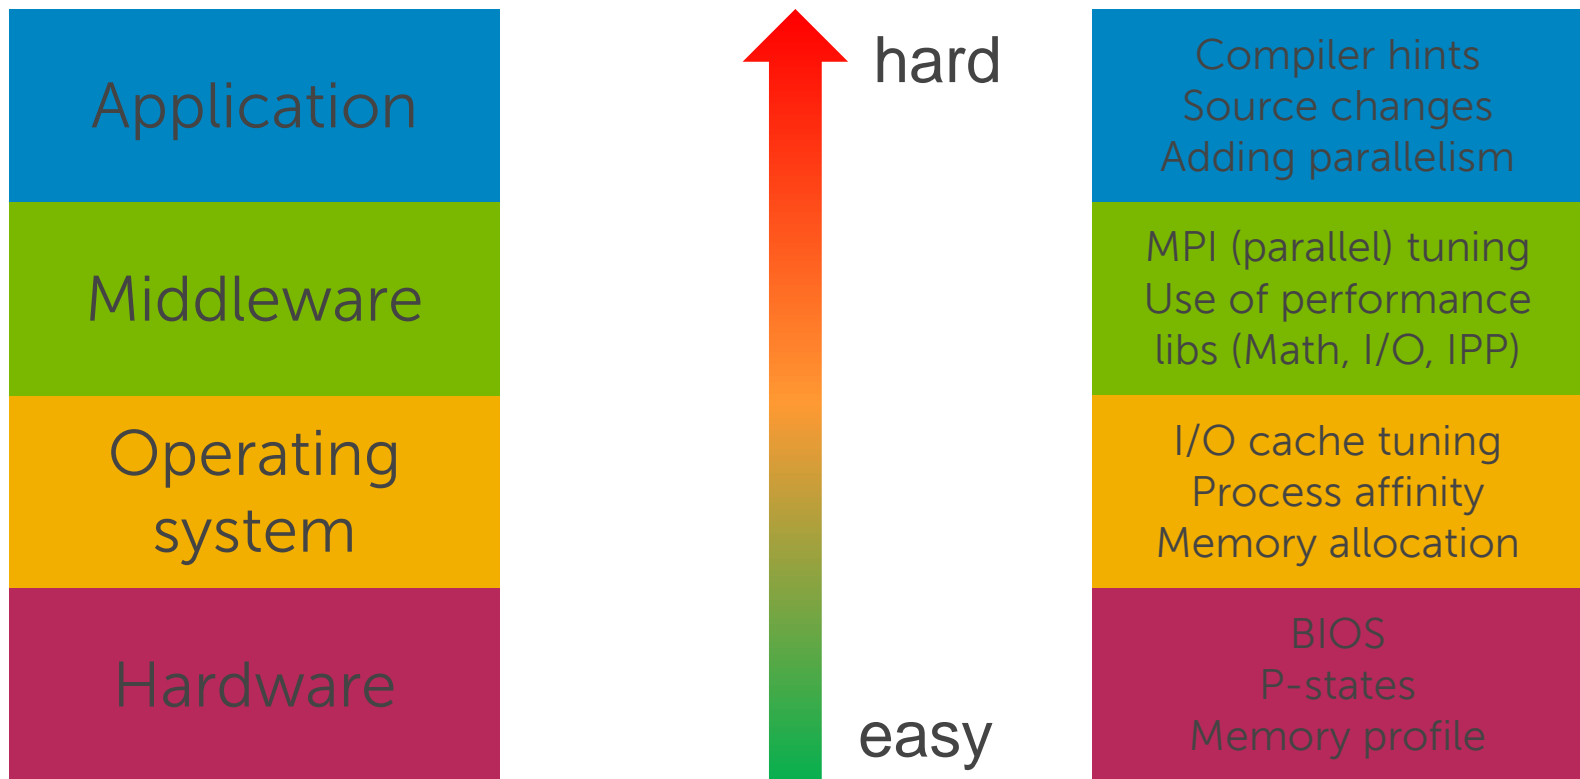 Application
Middleware
Operating
system
Hardware
hard
easy
Compiler hints
Source changes
Adding parallelism
MPI (parallel) tuning
Use of performance
libs (Math, I/O, IPP)
I/O cache tuning
Process affinity
Memory allocation
BIOS
P-states
Memory profile